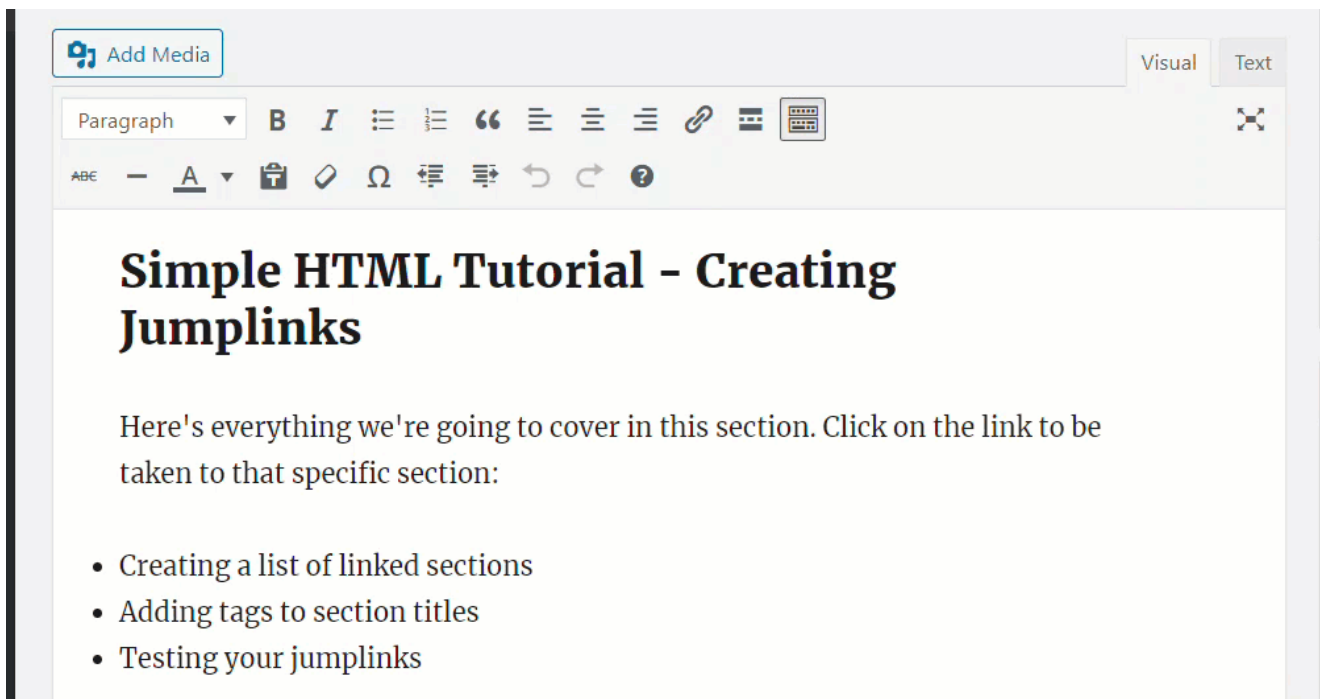 Add Media
Visual Text
Paragraph B I
ABC A T Ω ?
Simple HTML Tutorial - Creating
Jumplinks
Here's everything we're going to cover in this section. Click on the link to be
taken to that specific section:
• Creating a list of linked sections
• Adding tags to section titles
• Testing your jumplinks